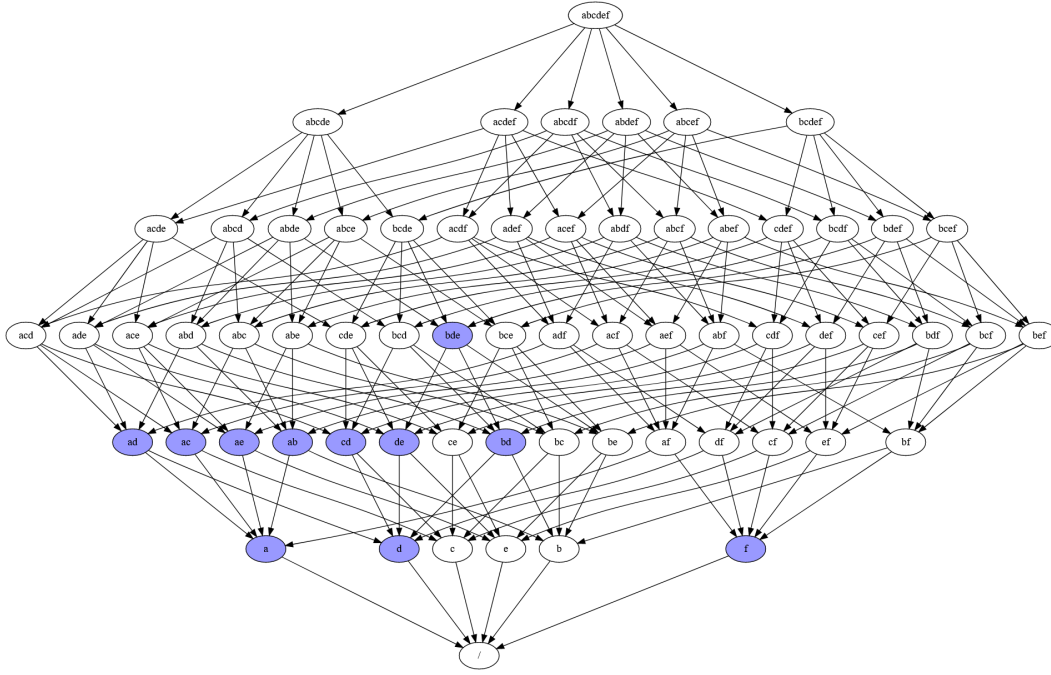 abcdef
abcde acdef abcdf abdef abcef bcdef
acde abcd abde abce bcde acdf adef acef abdf abcf abef cdef bcdf bdef bcef
acd ade ace abd abc abe cde bcd bde bce adf acf aef abf cdf def cef bdf bcf bef
ad ac ae ab cd de ce bd bc be af df cf ef bf
a d c e b f
/